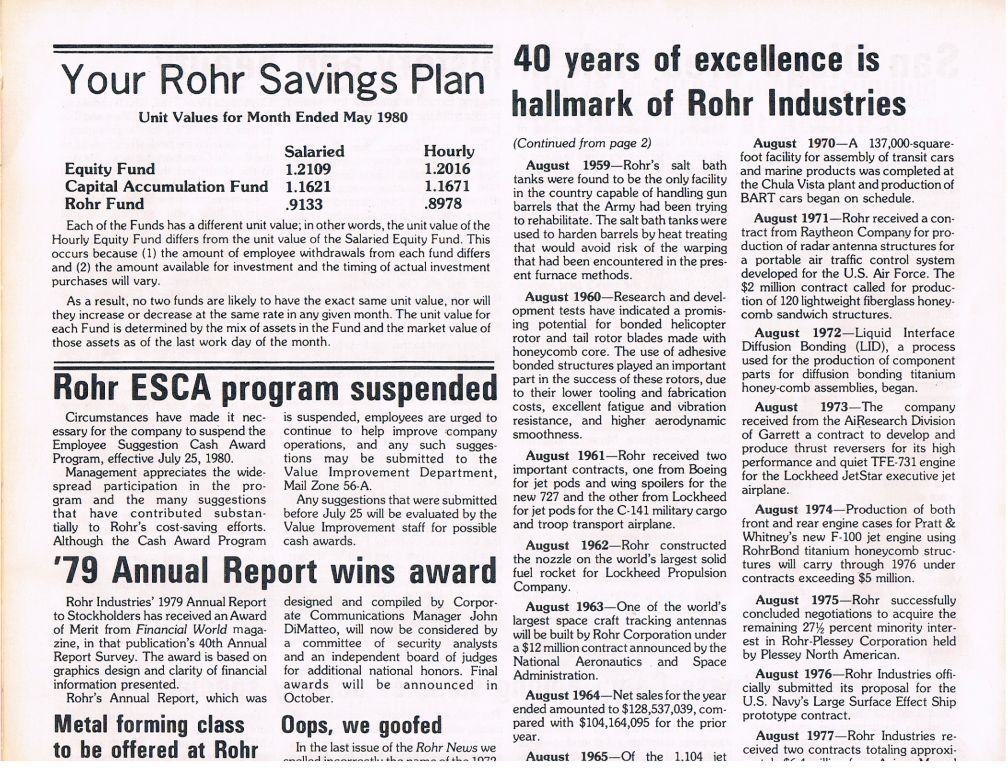 Your Rohr Savings Plan
Unit Values for Month Ended May 1980
Salaried Hourly
Equity Fund 1.2109 1.2016
Capital Accumulation Fund 1.1621 1.1671
Rohr Fund .9133 .8978
Each of the Funds has a different unit value; in other words, the unit value of the
Hourly Equity Fund differs from the unit value of the Salaried Equity Fund. This
occurs because (1) the amount of employee withdrawals from each fund differs
and (2) the amount available for investment and the timing of actual investment
purchases will vary.
As a result, no two funds are likely to have the exact same unit value, nor will
they increase or decrease at the same rate in any given month. The unit value for
each Fund is determined by the mix of assets in the Fund and the market value of
those assets as of the last work day of the month.
Rohr ESCA program suspended
Circumstances have made it nec-
essary for the company to suspend the
Employee Suggestion Cash Award
Program, effective July 25, 1980.
Management appreciates the wide-
spread participation in the pro-
gram and the many suggestions
that have contributed substan-
tially to Rohr's cost-saving efforts.
Although the Cash Award Program
is suspended, employees are urged to
continue to help improve company
operations, and any such sugges-
tions may be submitted to the
Value Improvement Department,
Mail Zone 56-A.
Any suggestions that were submitted
before July 25 will be evaluated by the
Value Improvement staff for possible
cash awards.
'79 Annual Report wins award
Rohr Industries' 1979 Annual Report
to Stockholders has received an Award
of Merit from Financial World maga-
zine, in that publication's 40th Annual
Report Survey. The award is based on
graphics design and clarity of financial
information presented.
Rohr's Annual Report, which was
designed and compiled by Corpor-
ate Communications Manager John
DiMatteo, will now be considered by
a committee of security analysts
and an independent board of judges
for additional national honors. Final
awards will be announced in
October.
Metal forming class
to be offered at Rohr
Oops, we goofed
In the last issue of the Rohr News we
spelled incorrectly the name of the 1972
40 years of excellence is
hallmark of Rohr Industries
(Continued from page 2)
August 1959—Rohr's salt bath
tanks were found to be the only facility
in the country capable of handling gun
barrels that the Army had been trying
to rehabilitate. The salt bath tanks were
used to harden barrels by heat treating
that would avoid risk of the warping
that had been encountered in the pres-
ent furnace methods.
August 1960—Research and devel-
opment tests have indicated a promis-
ing potential for bonded helicopter
rotor and tail rotor blades made with
honeycomb core. The use of adhesive
bonded structures played an important
part in the success of these rotors, due
to their lower tooling and fabrication
costs, excellent fatigue and vibration
resistance, and higher aerodynamic
smoothness.
August 1961—Rohr received two
important contracts, one from Boeing
for jet pods and wing spoilers for the
new 727 and the other from Lockheed
for jet pods for the C-141 military cargo
and troop transport airplane.
August 1962—Rohr constructed
the nozzle on the world's largest solid
fuel rocket for Lockheed Propulsion
Company.
August 1963—One of the world's
largest space craft tracking antennas
will be built by Rohr Corporation under
a $12 million contract announced by the
National Aeronautics and Space
Administration.
August 1964—Net sales for the year
ended amounted to $128,537,039, com-
pared with $104,164,095 for the prior
year.
August 1965—Of the 1,104 jet
August 1970—A 137,000-square-
foot facility for assembly of transit cars
and marine products was completed at
the Chula Vista plant and production of
BART cars began on schedule.
August 1971—Rohr received a con-
tract from Raytheon Company for pro-
duction of radar antenna structures for
a portable air traffic control system
developed for the U.S. Air Force. The
$2 million contract called for produc-
tion of 120 lightweight fiberglass honey-
comb sandwich structures.
August 1972—Liquid Interface
Diffusion Bonding (LID), a process
used for the production of component
parts for diffusion bonding titanium
honey-comb assemblies, began.
August 1973—The company
received from the AiResearch Division
of Garrett a contract to develop and
produce thrust reversers for its high
performance and quiet TFE-731 engine
for the Lockheed JetStar executive jet
airplane.
August 1974—Production of both
front and rear engine cases for Pratt &
Whitney's new F-100 jet engine using
RohrBond titanium honeycomb struc-
tures will carry through 1976 under
contracts exceeding $5 million.
August 1975—Rohr successfully
concluded negotiations to acquire the
remaining 27½ percent minority inter-
est in Rohr-Plessey Corporation held
by Plessey North American.
August 1976—Rohr Industries offi-
cially submitted its proposal for the
U.S. Navy's Large Surface Effect Ship
prototype contract.
August 1977—Rohr Industries re-
ceived two contracts totaling approxi-